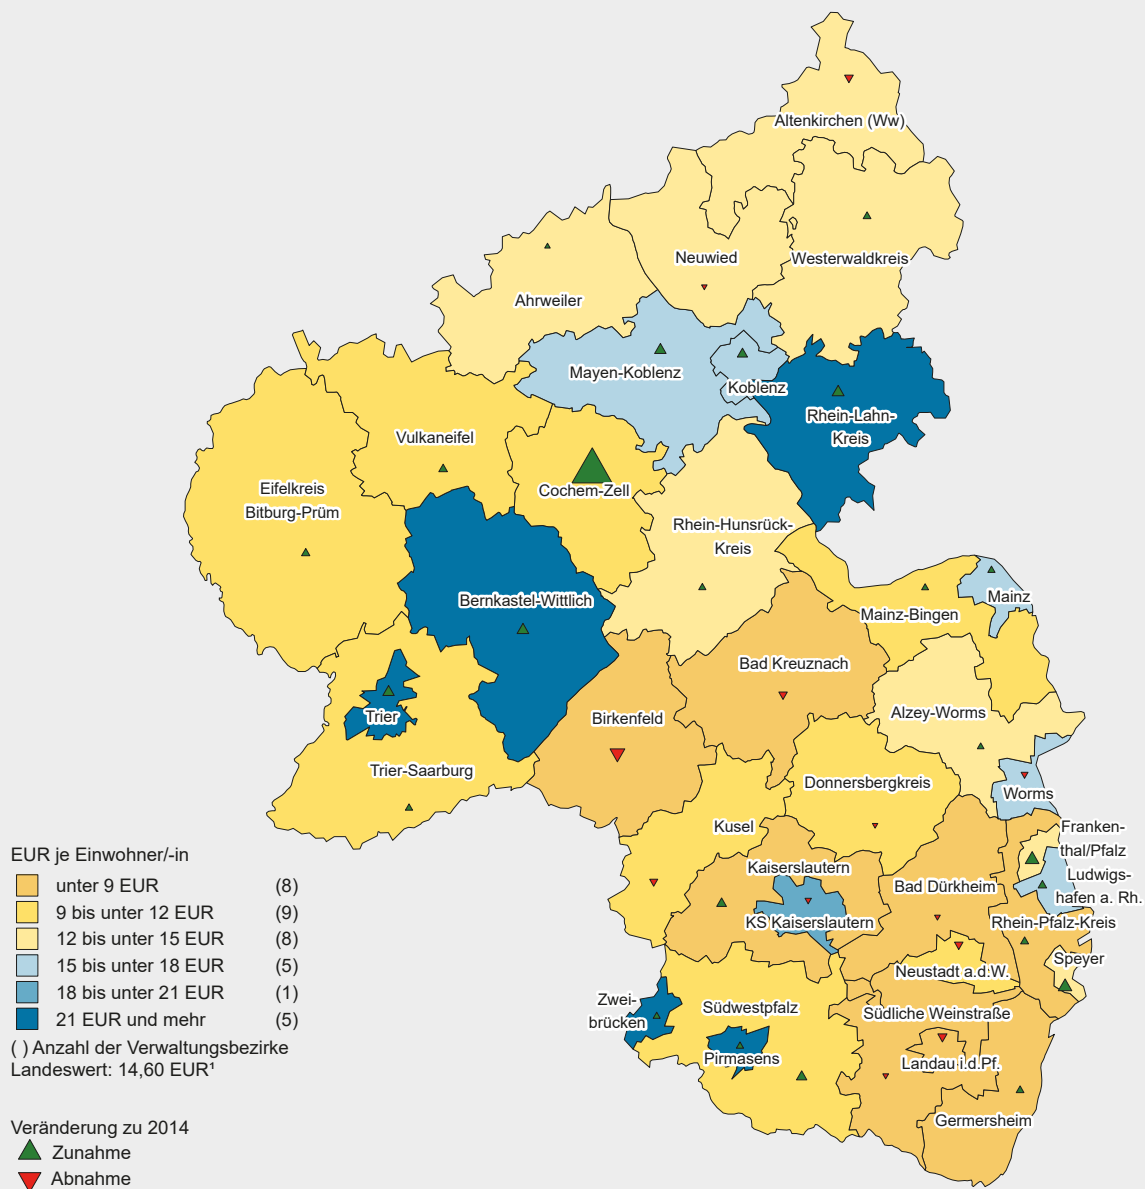 Altenkirchen (Ww)
Neuwied
Westerwaldkreis
Ahrweiler
Mayen-Koblenz
Koblenz
Rhein-Lahn-
Kreis
Vulkaneifel
Cochem-Zell
Eifelkreis
Bitburg-Prüm
Rhein-Hunsrück-
Kreis
Bernkastel-Wittlich
Mainz
Mainz-Bingen
Bad Kreuznach
Birkenfeld
Alzey-Worms
Trier
Trier-Saarburg
Donnersbergkreis
Worms
Kusel
Franken-
thal/Pfalz
Ludwigs-
hafen a. Rh.
Kaiserslautern
Bad Dürkheim
KS Kaiserslautern
Rhein-Pfalz-Kreis
Speyer
Neustadt a.d.W.
Zwei-
brücken
Südwestpfalz
Südliche Weinstraße
Pirmasens
Landau i.d.Pf.
Germersheim
EUR je Einwohner/-in
unter 9 EUR (8)
9 bis unter 12 EUR (9)
12 bis unter 15 EUR (8)
15 bis unter 18 EUR (5)
18 bis unter 21 EUR (1)
21 EUR und mehr (5)
( ) Anzahl der Verwaltungsbezirke
Landeswert: 14,60 EUR¹
Veränderung zu 2014
Zunahme
Abnahme